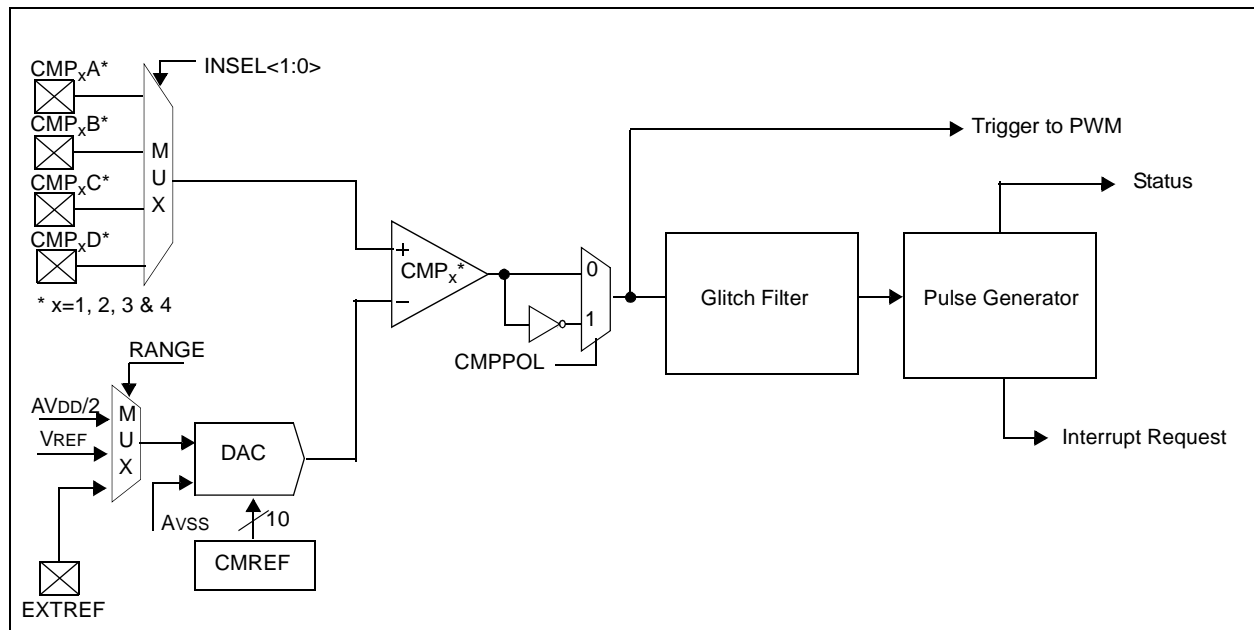 INSEL<1:0>
CMPxA*
CMPxB*
CMPxC*
CMPxD*
M
U
X
* x=1, 2, 3 & 4
Trigger to PWM
Status
+
CMPx*
–
0
1
CMPPOL
Glitch Filter
Pulse Generator
Interrupt Request
RANGE
AVDD/2
VREF
M
U
X
DAC
AVSS
10
CMREF
EXTREF